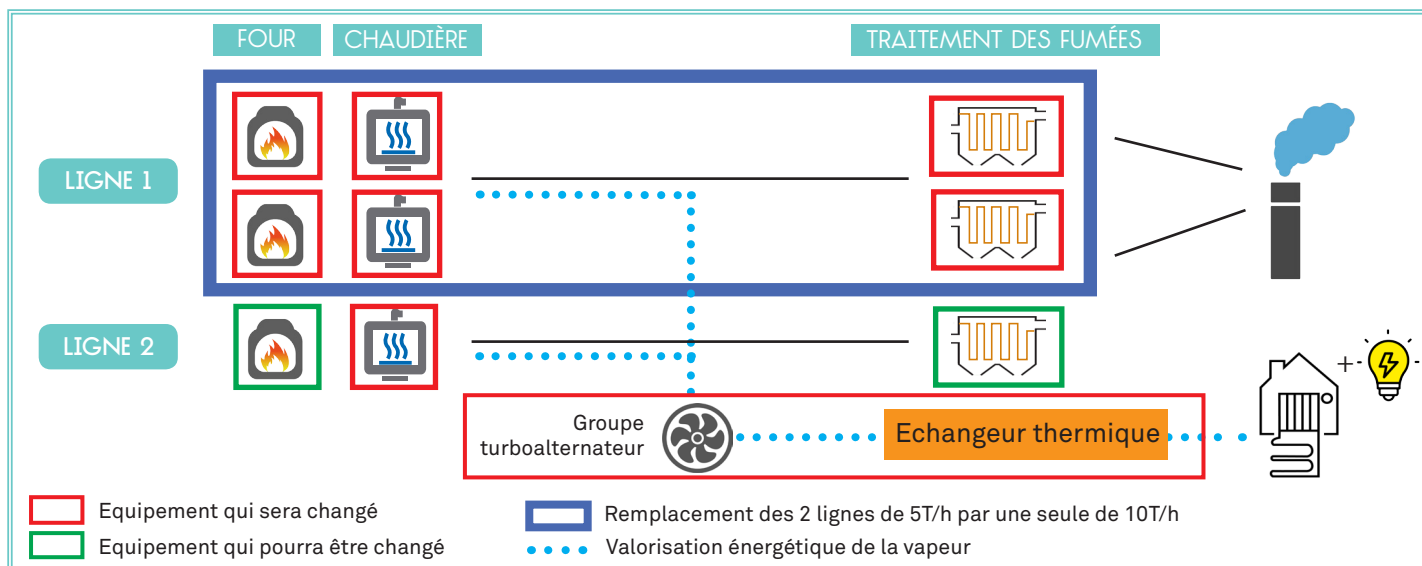 FOUR
CHAUDIÈRE
TRAITEMENT DES FUMÉES
LIGNE 1
LIGNE 2
Groupe
turboalternateur
Echangeur thermique
+
Equipement qui sera changé
Remplacement des 2 lignes de 5T/h par une seule de 10T/h
Equipement qui pourra être changé
Valorisation énergétique de la vapeur